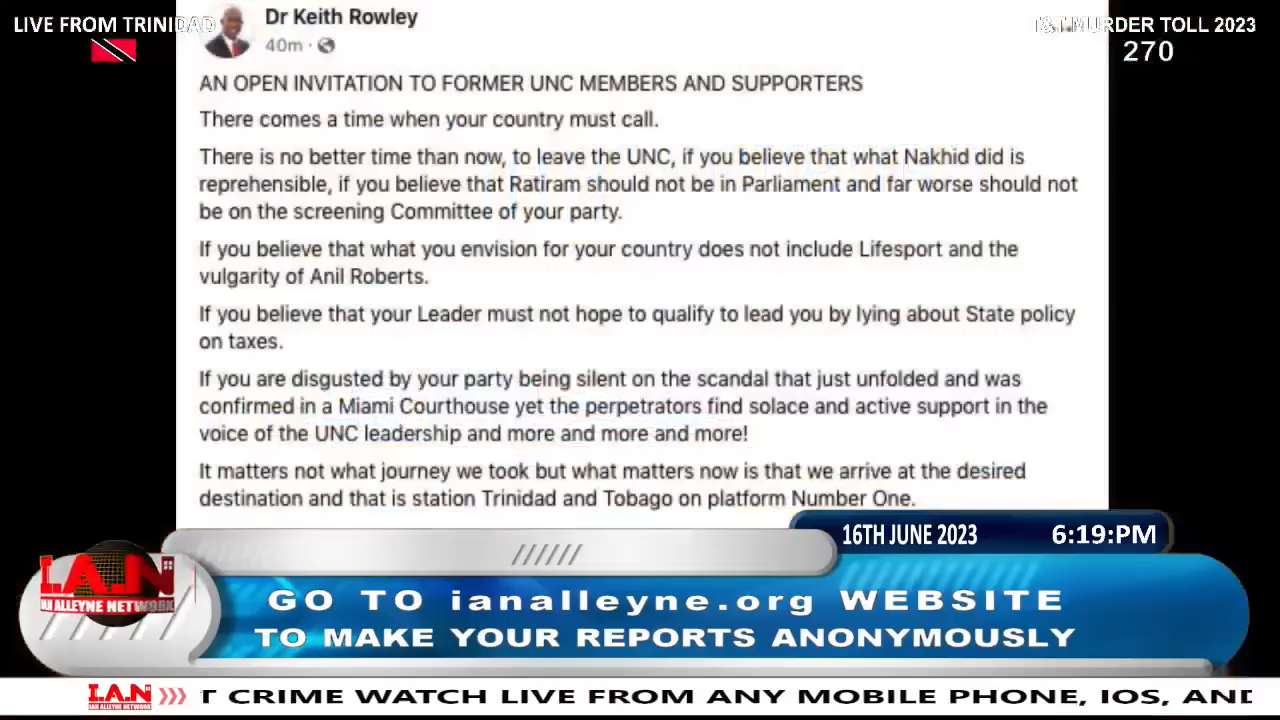 LIVE FROM TRINIDAD
Dr Keith Rowley
40m
T&T MURDER TOLL 2023
270
AN OPEN INVITATION TO FORMER UNC MEMBERS AND SUPPORTERS
There comes a time when your country must call.
There is no better time than now, to leave the UNC, if you believe that what Nakhid did is
reprehensible, if you believe that Ratiram should not be in Parliament and far worse should not
be on the screening Committee of your party.
If you believe that what you envision for your country does not include Lifesport and the
vulgarity of Anil Roberts.
If you believe that your Leader must not hope to qualify to lead you by lying about State policy
on taxes.
If you are disgusted by your party being silent on the scandal that just unfolded and was
confirmed in a Miami Courthouse yet the perpetrators find solace and active support in the
voice of the UNC leadership and more and more and more!
It matters not what journey we took but what matters now is that we arrive at the desired
destination and that is station Trinidad and Tobago on platform Number One.
16TH JUNE 2023
6:19:PM
I.A.N
IAN ALLEYNE NETWORK
GO TO ianalleyne.org WEBSITE
TO MAKE YOUR REPORTS ANONYMOUSLY
I.A.N
IAN ALLEYNE NETWORK
T CRIME WATCH LIVE FROM ANY MOBILE PHONE, IOS, AND